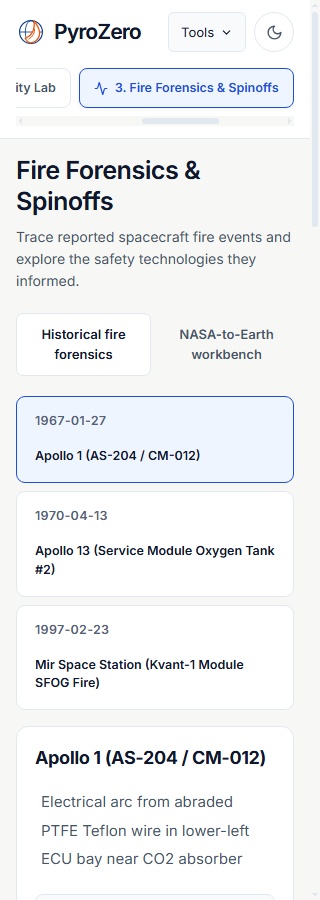 PyroZero
Tools
ity Lab
3. Fire Forensics & Spinoffs
Fire Forensics &
Spinoffs
Trace reported spacecraft fire events and
explore the safety technologies they
informed.
Historical fire
forensics
NASA-to-Earth
workbench
1967-01-27
Apollo 1 (AS-204 / CM-012)
1970-04-13
Apollo 13 (Service Module Oxygen Tank
#2)
1997-02-23
Mir Space Station (Kvant-1 Module
SFOG Fire)
Apollo 1 (AS-204 / CM-012)
Electrical arc from abraded
PTFE Teflon wire in lower-left
ECU bay near CO2 absorber